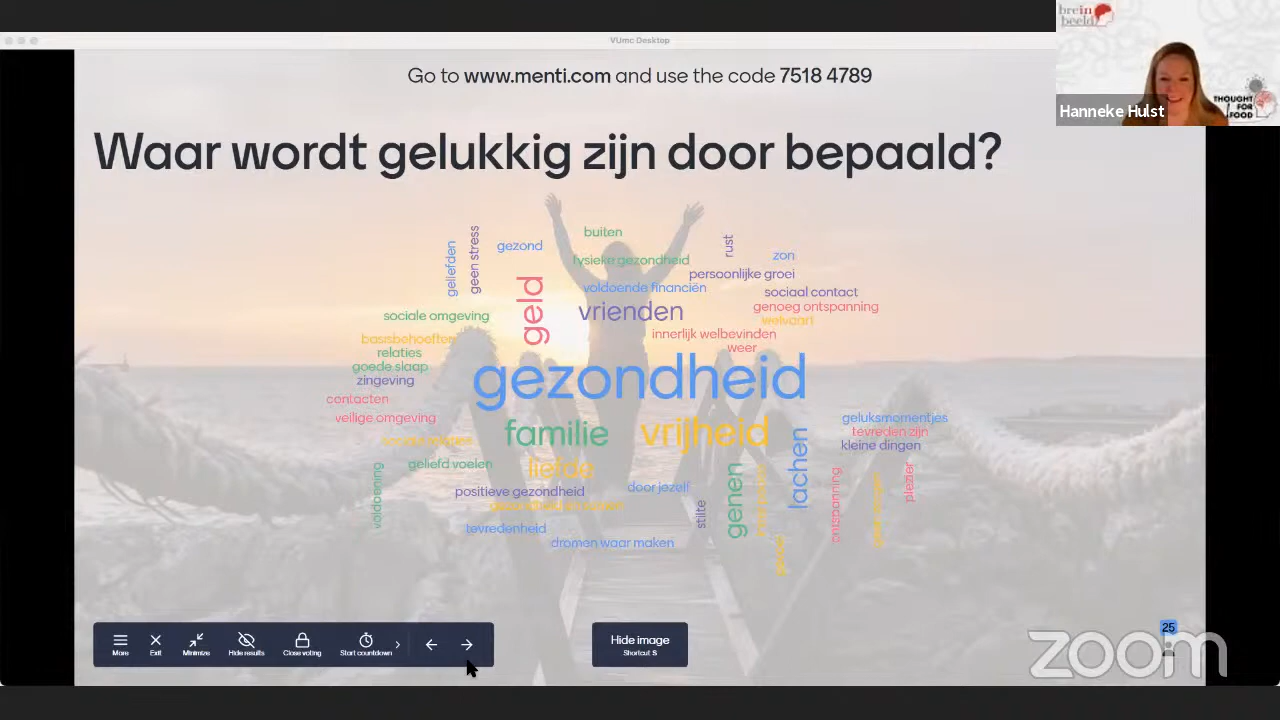 VUmc Desktop
brein
beeld
Hanneke Hulst
THOUGHT
FOR
FOOD
Go to www.menti.com and use the code 7518 4789
Waar wordt gelukkig zijn door bepaald?
geliefden
geen stress
gezond
buiten
rust
zon
fysieke gezondheid
persoonlijke groei
geld
voldoende financiën
sociaal contact
vrienden
genoeg ontspanning
sociale omgeving
welvaart
basisbehoeften
innerlijk welbevinden
relaties
weer
goede slaap
gezondheid
zingeving
contacten
veilige omgeving
geluksmomentjes
familie
vrijheid
tevreden zijn
kleine dingen
geliefd voelen
liefde
lachen
voldoening
positieve gezondheid
door jezelf
genen
ontspanning
plezier
stilte
tevredenheid
dromen waar maken
More
Exit
Minimize
Hide results
Close voting
Start countdown
Hide image
Shortcut S
25
zoom